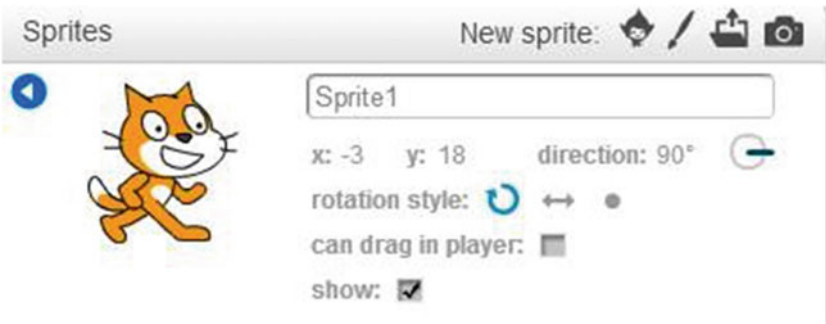 Sprites New sprite:
Sprite1
x: -3 y: 18 direction: 90°
rotation style:
can drag in player:
show: